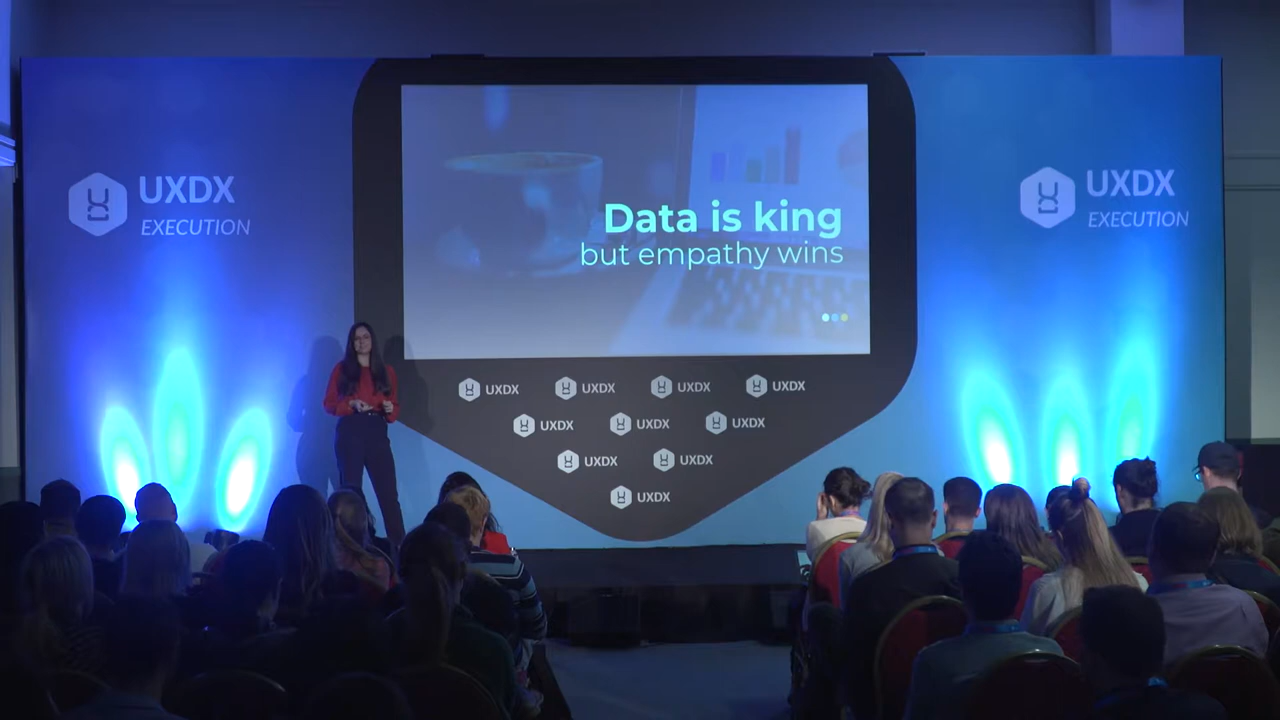 UXDX
EXECUTION
Data is king
but empathy wins
UXDX
EXECUTION
UXDX UXDX UXDX UXDX
UXDX UXDX UXDX
UXDX UXDX
UXDX